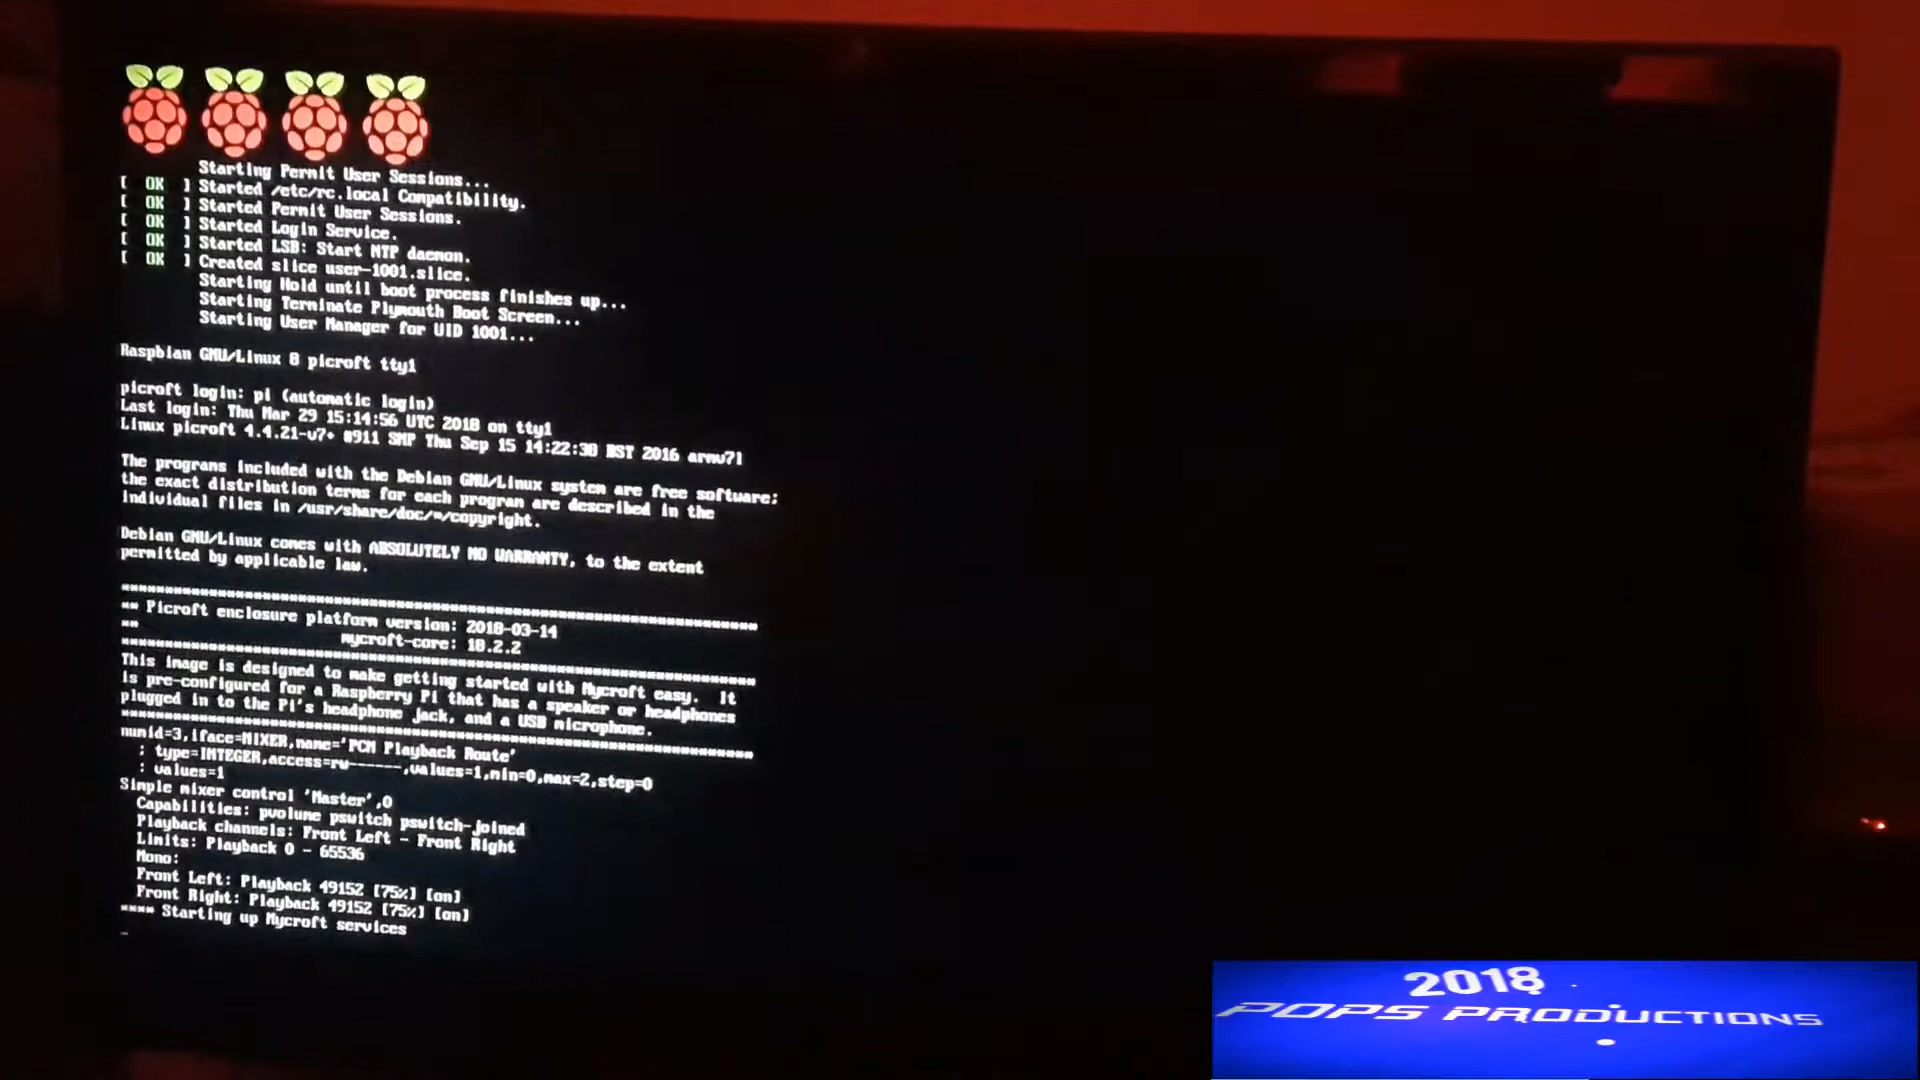 Starting Permit User Sessions...
[ OK ] Started /etc/rc.local Compatibility.
[ OK ] Started Permit User Sessions.
[ OK ] Started Login Service.
[ OK ] Started LSB: Start NTP daemon.
[ OK ] Created slice user-1001.slice.
Starting Hold until boot process finishes up...
Starting Terminate Plymouth Boot Screen...
Starting User Manager for UID 1001...
Raspbian GNU/Linux 8 picroft tty1
picroft login: pi (automatic login)
Last login: Thu Mar 29 15:14:56 UTC 2018 on tty1
Linux picroft 4.4.21-v7+ #911 SMP Thu Sep 15 14:22:38 BST 2016 armv7l
The programs included with the Debian GNU/Linux system are free software;
the exact distribution terms for each program are described in the
individual files in /usr/share/doc/*/copyright.
Debian GNU/Linux comes with ABSOLUTELY NO WARRANTY, to the extent
permitted by applicable law.
***********************************************************************
** Picroft enclosure platform version: 2018-03-14
** mycroft-core: 18.2.2
***********************************************************************
This image is designed to make getting started with Mycroft easy. It
is pre-configured for a Raspberry Pi that has a speaker or headphones
plugged in to the Pi's headphone jack, and a USB microphone.
***********************************************************************
numid=3,iface=MIXER,name='PCM Playback Route'
; type=INTEGER,access=rw------,values=1,min=0,max=2,step=0
: values=1
Simple mixer control 'Master',0
Capabilities: pvolume pswitch pswitch-joined
Playback channels: Front Left - Front Right
Limits: Playback 0 - 65536
Mono:
Front Left: Playback 49152 [75%] [on]
Front Right: Playback 49152 [75%] [on]
**** Starting up Mycroft services
2018
POPS PRODUCTIONS